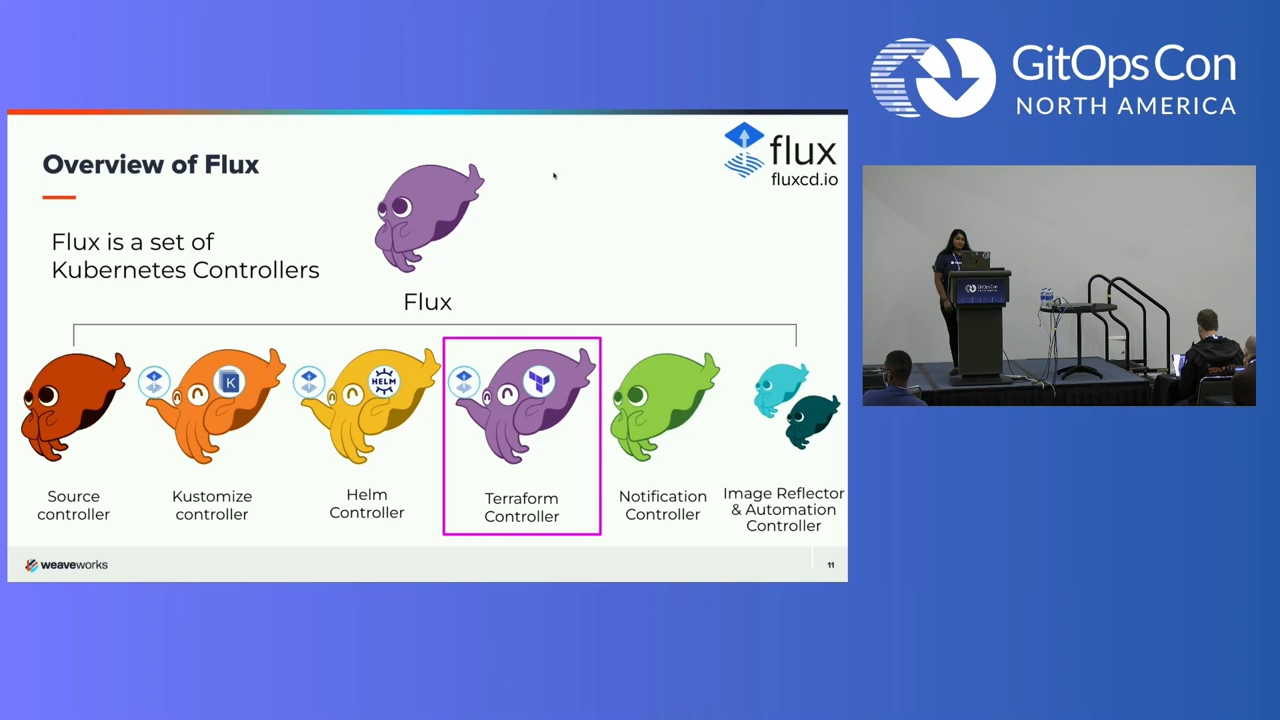 GitOpsCon
NORTH AMERICA
Overview of Flux
flux
fluxcd.io
Flux is a set of
Kubernetes Controllers
Flux
K
HELM
Source
controller
Kustomize
controller
Helm
Controller
Terraform
Controller
Notification
Controller
Image Reflector
& Automation
Controller
weaveworks
11
GitOpsCon